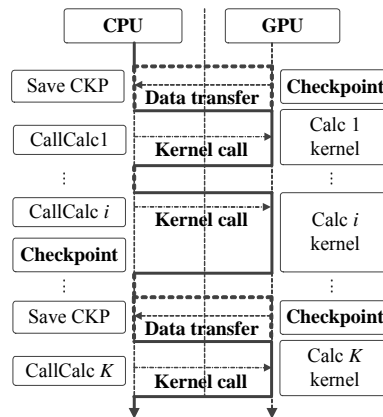 CPU GPU
Save CKP Data transfer Checkpoint
CallCalc1 Kernel call Calc 1
kernel
⋮ ⋮
CallCalc i Kernel call Calc i
kernel
Checkpoint
⋮ ⋮
Save CKP Data transfer Checkpoint
CallCalc K Kernel call Calc K
kernel